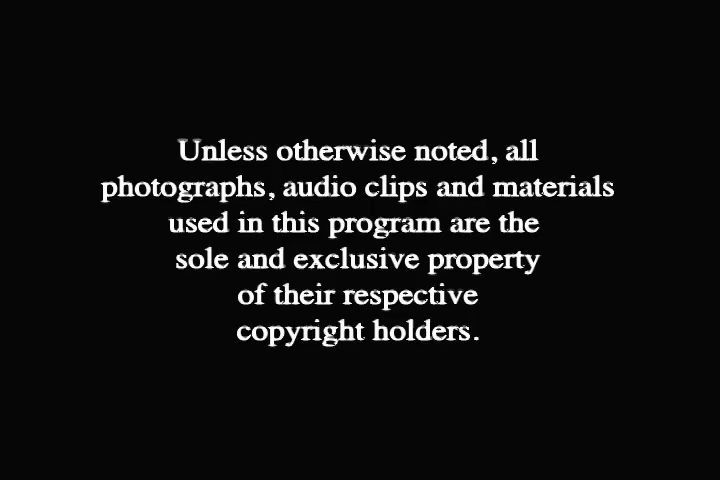 Unless otherwise noted, all
photographs, audio clips and materials
used in this program are the
sole and exclusive property
of their respective
copyright holders.